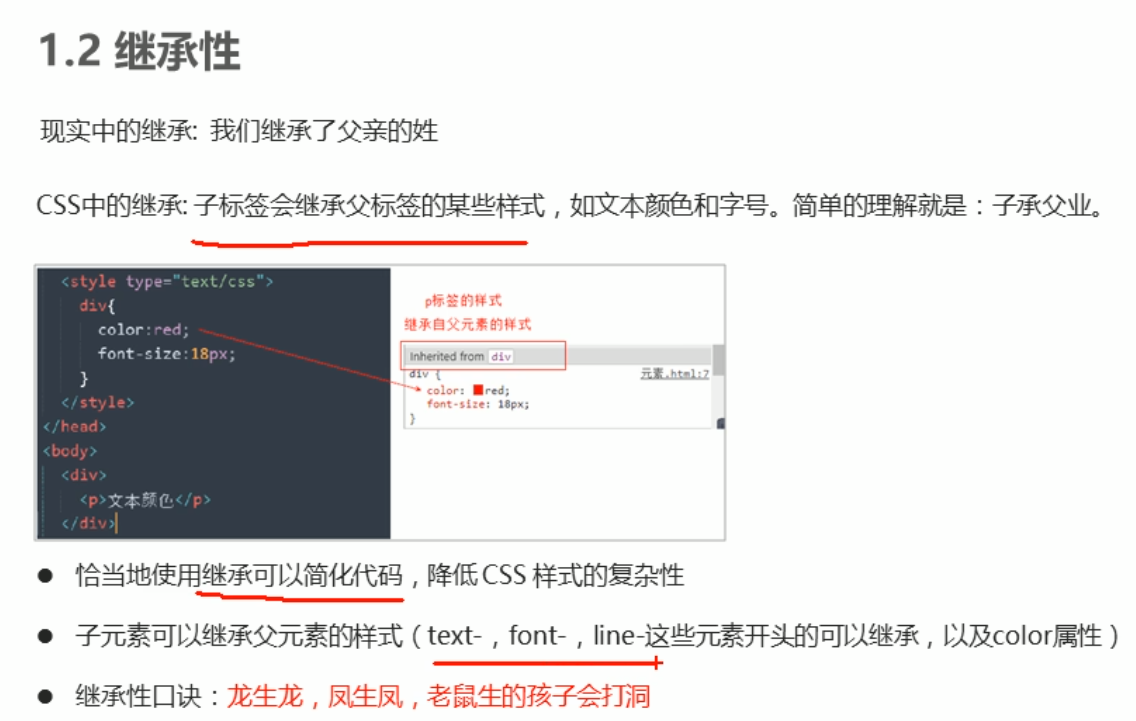 1.2 继承性
现实中的继承: 我们继承了父亲的姓
CSS中的继承: 子标签会继承父标签的某些样式，如文本颜色和字号。简单的理解就是：子承父业。
<style type="text/css">
div{
color:red;
font-size:18px;
}
</style>
</head>
<body>
<div>
<p>文本颜色</p>
</div>
p标签的样式
继承自父元素的样式
Inherited from div
div {
元素.html:7
color: red;
font-size: 18px;
}
● 恰当地使用继承可以简化代码，降低 CSS 样式的复杂性
● 子元素可以继承父元素的样式（text-，font-，line-这些元素开头的可以继承，以及color属性）
● 继承性口诀：龙生龙，凤生凤，老鼠生的孩子会打洞